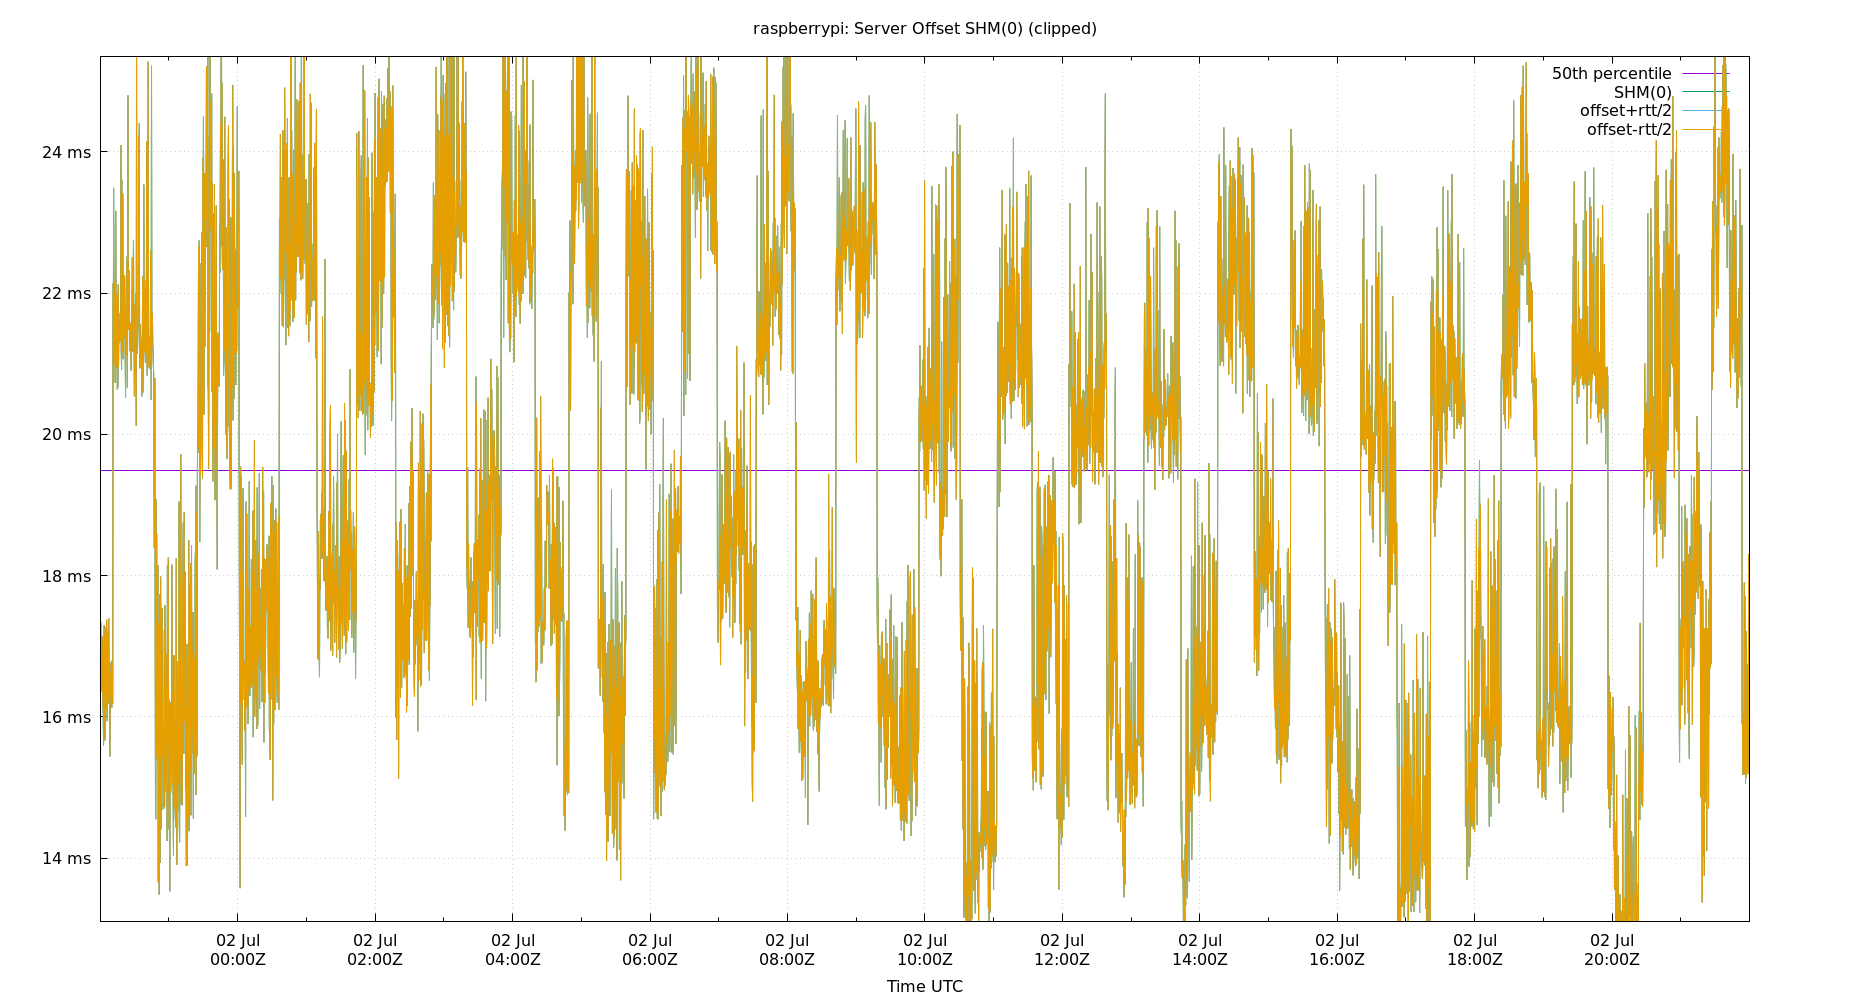 raspberrypi: Server Offset SHM(0) (clipped)
50th percentile
SHM(0)
offset+rtt/2
offset-rtt/2
24 ms
22 ms
20 ms
18 ms
16 ms
14 ms
02 Jul 02 Jul 02 Jul 02 Jul 02 Jul 02 Jul 02 Jul 02 Jul 02 Jul 02 Jul 02 Jul
00:00Z 02:00Z 04:00Z 06:00Z 08:00Z 10:00Z 12:00Z 14:00Z 16:00Z 18:00Z 20:00Z
Time UTC